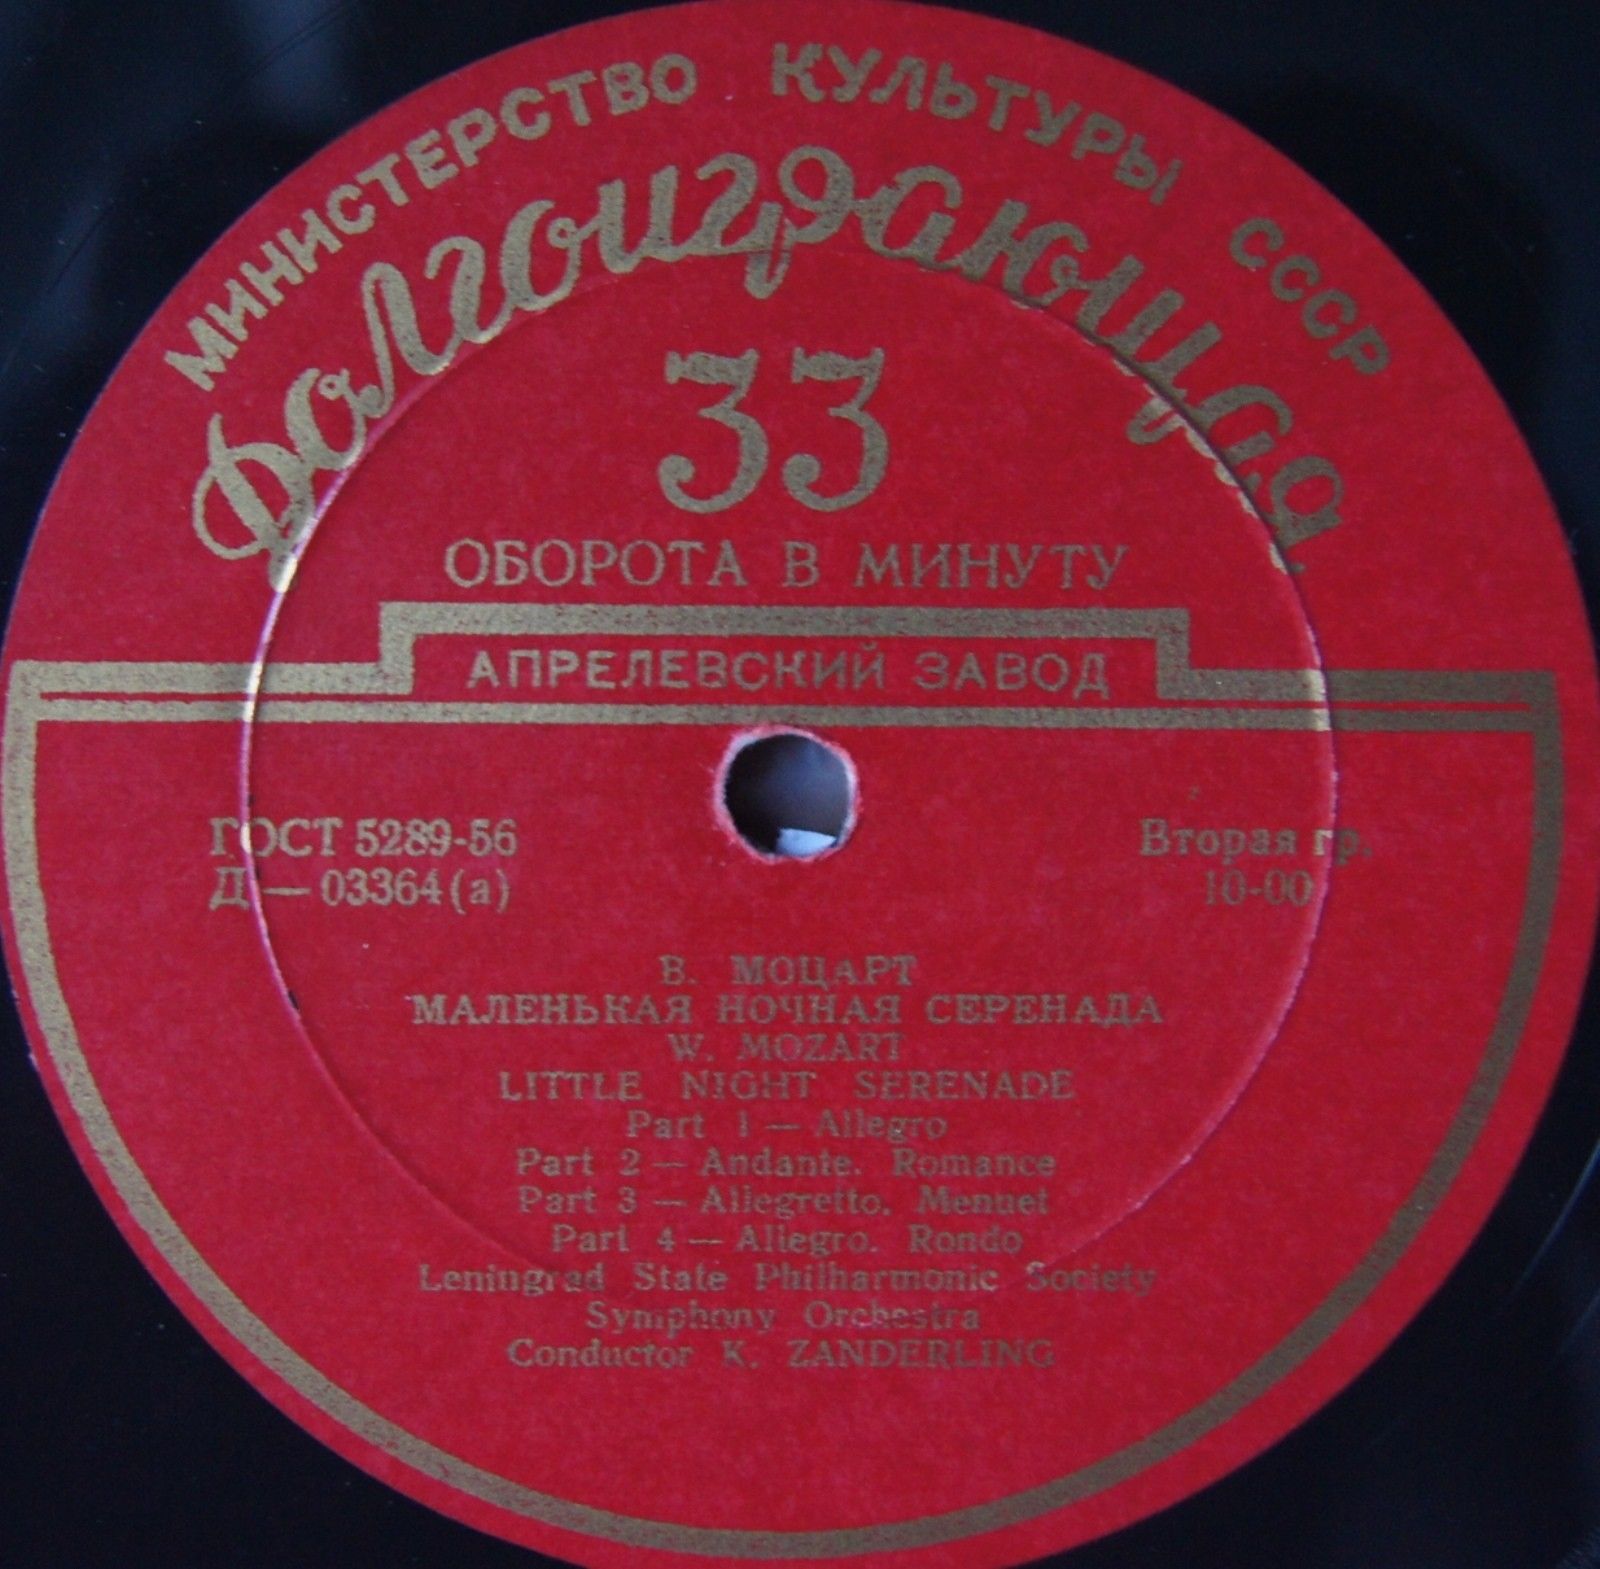 МИНИСТЕРСТВО КУЛЬТУРЫ СССР
Долгоиграющая
33
ОБОРОТА В МИНУТУ
АПРЕЛЕВСКИЙ ЗАВОД
ГОСТ 5289-56 Вторая гр.
Д — 03364 (а) 10-00
В. МОЦАРТ
МАЛЕНЬКАЯ НОЧНАЯ СЕРЕНАДА
W. MOZART
LITTLE NIGHT SERENADE
Part 1 — Allegro
Part 2 — Andante. Romance
Part 3 — Allegretto. Menuet
Part 4 — Allegro. Rondo
Leningrad State Philharmonic Society
Symphony Orchestra
Conductor K. ZANDERLING